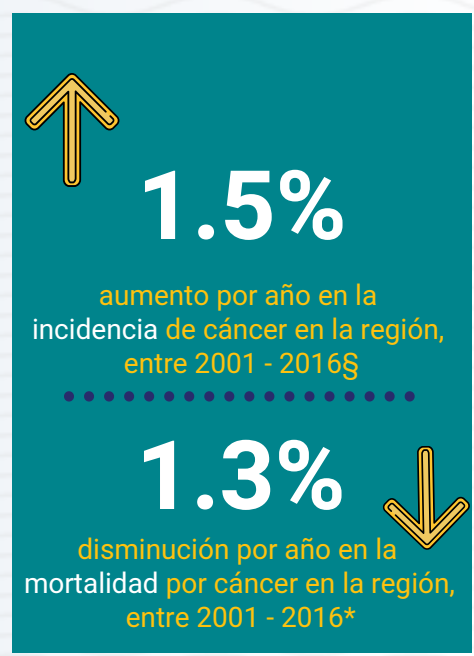 1.5%
aumento por año en la
incidencia de cáncer en la región,
entre 2001 - 2016§
1.3%
disminución por año en la
mortalidad por cáncer en la región,
entre 2001 - 2016*